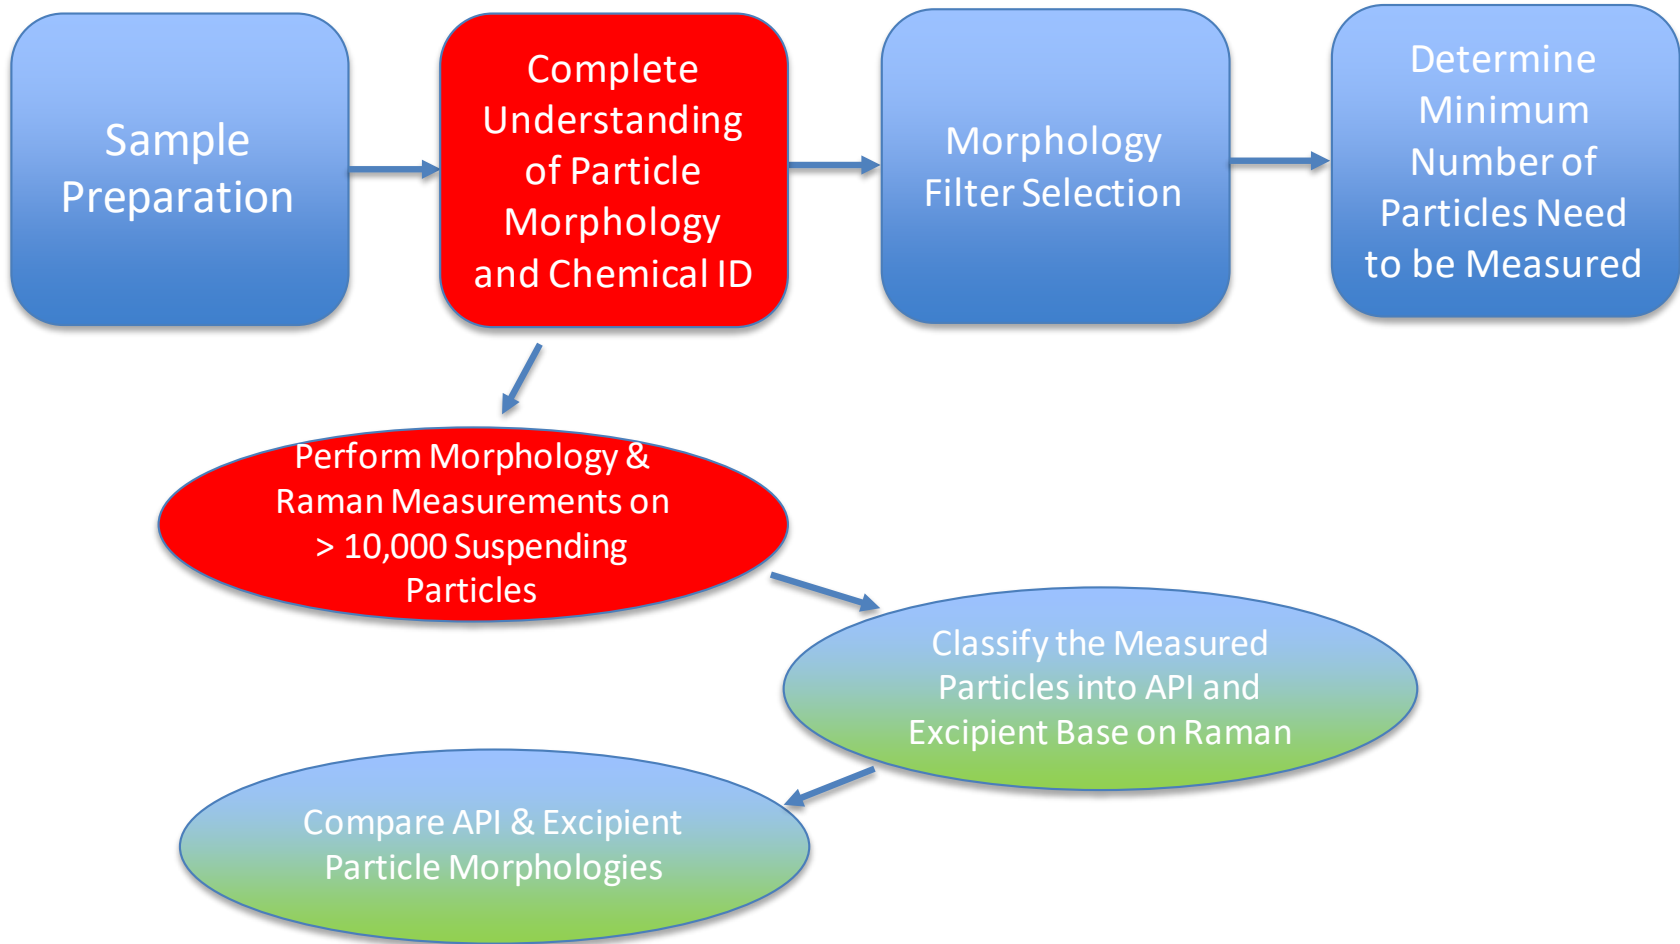 Sample
Preparation
Complete
Understanding
of Particle
Morphology
and Chemical ID
Morphology
Filter Selection
Determine
Minimum
Number of
Particles Need
to be Measured
Perform Morphology &
Raman Measurements on
> 10,000 Suspending
Particles
Classify the Measured
Particles into API and
Excipient Base on Raman
Compare API & Excipient
Particle Morphologies